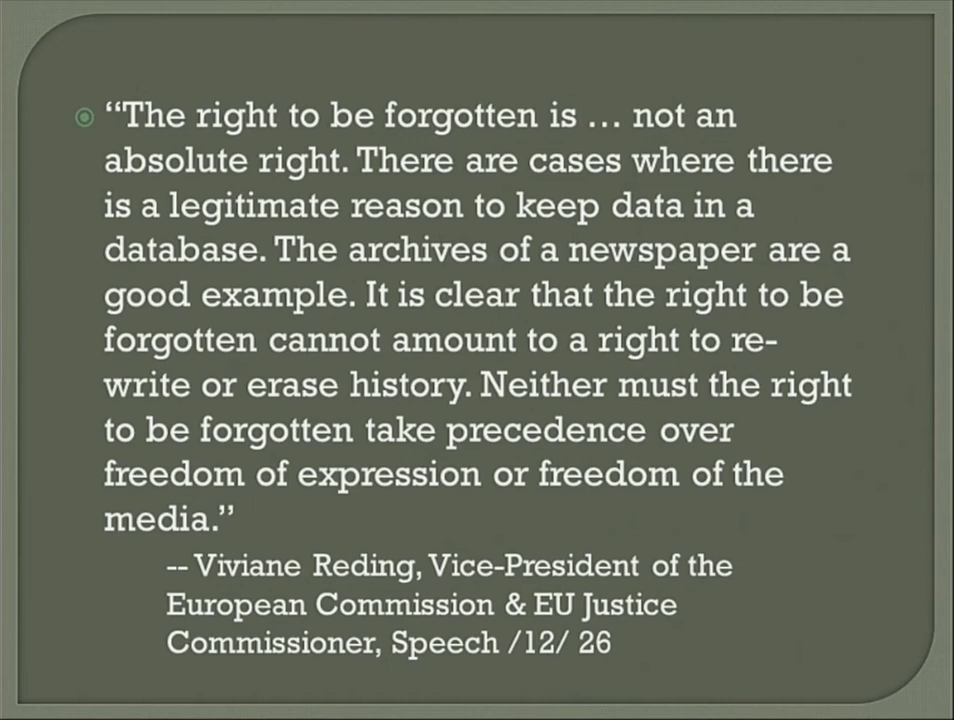 “The right to be forgotten is … not an
absolute right. There are cases where there
is a legitimate reason to keep data in a
database. The archives of a newspaper are a
good example. It is clear that the right to be
forgotten cannot amount to a right to re-
write or erase history. Neither must the right
to be forgotten take precedence over
freedom of expression or freedom of the
media.”
-- Viviane Reding, Vice-President of the
European Commission & EU Justice
Commissioner, Speech /12/ 26